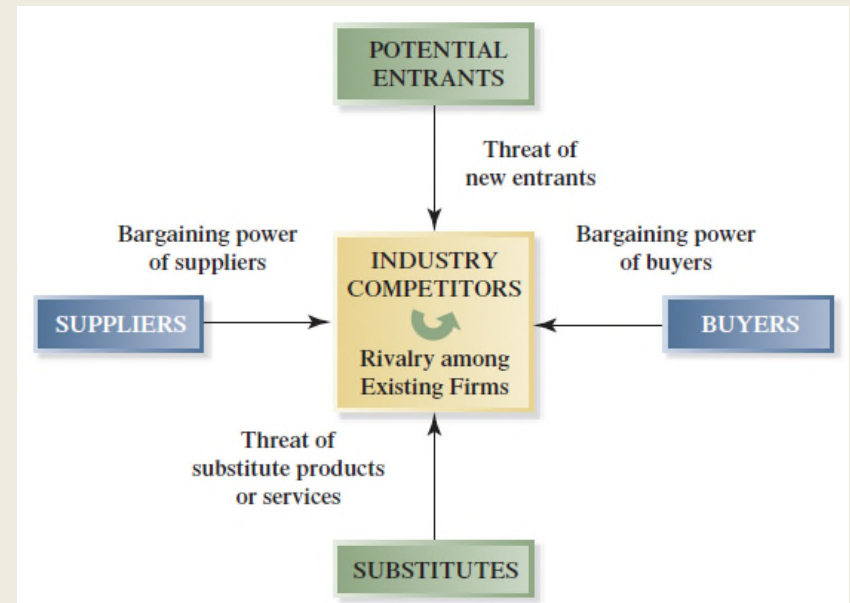 POTENTIAL
ENTRANTS
Threat of
new entrants
Bargaining power
of suppliers
Bargaining power
of buyers
SUPPLIERS
INDUSTRY
COMPETITORS
Rivalry among
Existing Firms
BUYERS
Threat of
substitute products
or services
SUBSTITUTES